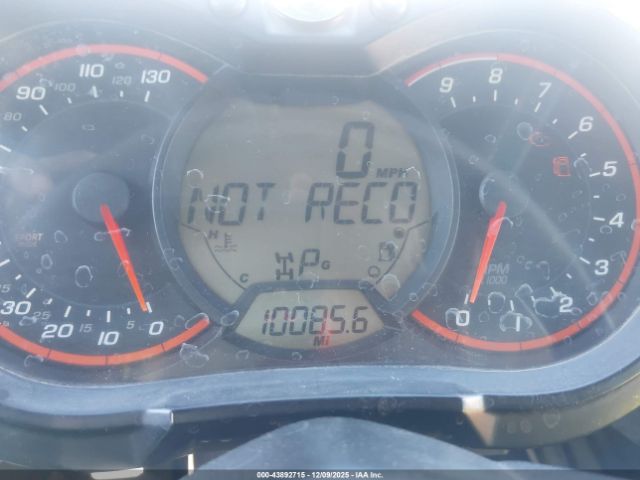 110 120 130
90 100
80
SPORT
30 25
20 15 10 5 0
0 MPH
NOT RECO
H
C
P G
10085.6
Mi
9 8 7
6
5
4
3
RPM
1000
0 1 2
000-43892715 - 12/09/2025 - IAA Inc.